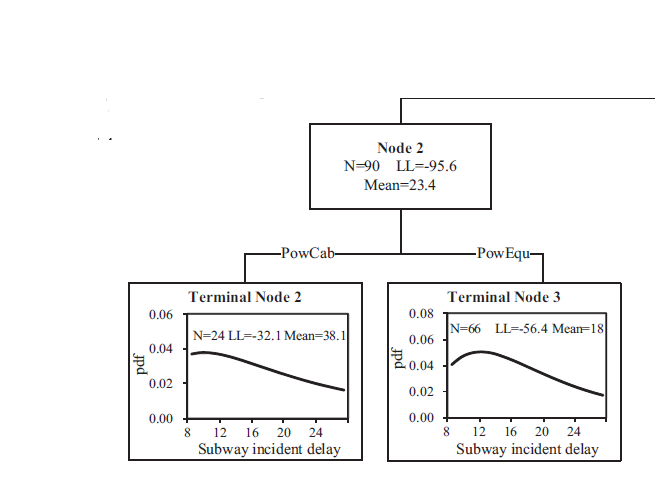 Node 2
N=90 LL=-95.6
Mean=23.4
PowCab
PowEqu
Terminal Node 2
0.06
N=24 LL=-32.1 Mean=38.1
0.04
pdf
0.02
0.00
8 12 16 20 24
Subway incident delay
Terminal Node 3
0.08
N=66 LL=-56.4 Mean=18
0.06
pdf
0.04
0.02
0.00
8 12 16 20 24
Subway incident delay